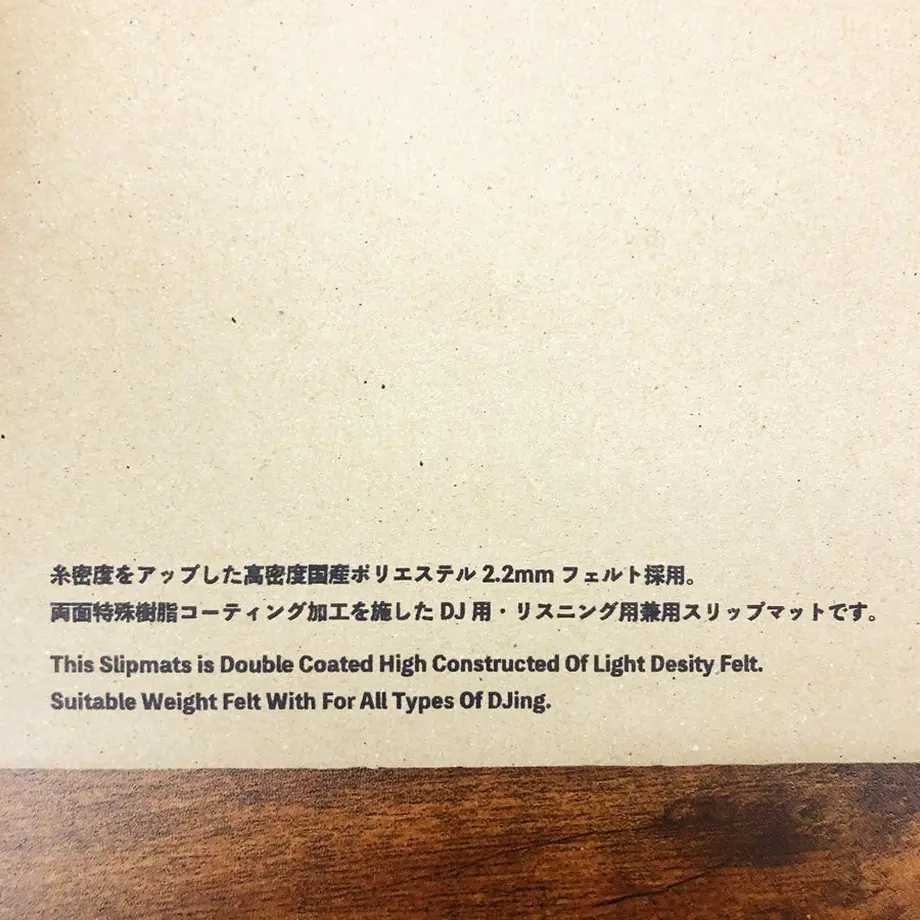 糸密度をアップした高密度国産ポリエステル 2.2mm フェルト採用。
両面特殊樹脂コーティング加工を施した DJ 用・リスニング用兼用スリップマットです。
This Slipmats is Double Coated High Constructed Of Light Desity Felt.
Suitable Weight Felt With For All Types Of DJing.